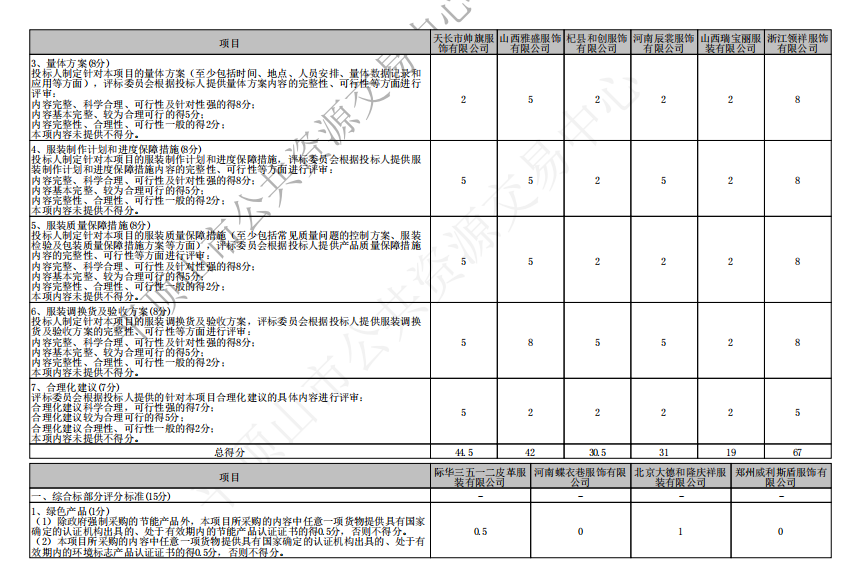 项目 天长市帅旗服饰有限公司 山西雅盛服饰有限公司 杞县和创服饰有限公司 河南辰裳服饰有限公司 山西瑞宝丽服装有限公司 浙江领祥服饰有限公司
3、量体方案(8分)
投标人制定针对本项目的量体方案（至少包括时间、地点、人员安排、量体数据记录和
应用等方面），评标委员会根据投标人提供量体方案内容的完整性、可行性等方面进行
评审：
内容完整、科学合理、可行性及针对性强的得8分；
内容基本完整、较为合理可行的得5分；
内容完整性、合理性、可行性一般的得2分；
本项内容未提供不得分。
2 5 2 2 2 8
4、服装制作计划和进度保障措施(8分)
投标人制定针对本项目的服装制作计划和进度保障措施，评标委员会根据投标人提供服
装制作计划和进度保障措施内容的完整性、可行性等方面进行评审：
内容完整、科学合理、可行性及针对性强的得8分；
内容基本完整、较为合理可行的得5分；
内容完整性、合理性、可行性一般的得2分；
本项内容未提供不得分。
5 5 2 5 2 8
5、服装质量保障措施(8分)
投标人制定针对本项目的服装质量保障措施（至少包括常见质量问题的控制方案、服装
检验及包装质量保障措施方案等方面），评标委员会根据投标人提供产品质量保障措施
内容的完整性、可行性等方面进行评审：
内容完整、科学合理、可行性及针对性强的得8分；
内容基本完整、较为合理可行的得5分；
内容完整性、合理性、可行性一般的得2分；
本项内容未提供不得分。
5 5 2 2 2 8
6、服装调换货及验收方案(8分)
投标人制定针对本项目的服装调换货及验收方案，评标委员会根据投标人提供服装调换
货及验收方案的完整性、可行性等方面进行评审：
内容完整、科学合理、可行性及针对性强的得8分；
内容基本完整、较为合理可行的得5分；
内容完整性、合理性、可行性一般的得2分；
本项内容未提供不得分。
5 8 5 5 2 8
7、合理化建议(7分)
评标委员会根据投标人提供的针对本项目合理化建议的具体内容进行评审：
合理化建议科学合理，可行性强的得7分；
合理化建议较为合理可行的得5分；
合理化建议合理性、可行性一般的得2分；
本项内容未提供不得分。
5 2 2 2 2 5
总得分 44.5 42 30.5 31 19 67
项目 际华三五一二皮革服装有限公司 河南蝶衣巷服饰有限公司 北京大德和隆庆祥服装有限公司 郑州威利斯盾服饰有限公司
一、综合标部分评分标准(15分) - - - -
1、绿色产品(1分)
（1）除政府强制采购的节能产品外，本项目所采购的内容中任意一项货物提供具有国家
确定的认证机构出具的、处于有效期内的节能产品认证证书的得0.5分，否则不得分。
（2）本项目所采购的内容中任意一项货物提供具有国家确定的认证机构出具的、处于有
效期内的环境标志产品认证证书的得0.5分，否则不得分。
0.5 0 1 0
平顶山市公共资源交易中心
平顶山市公共资源交易中心